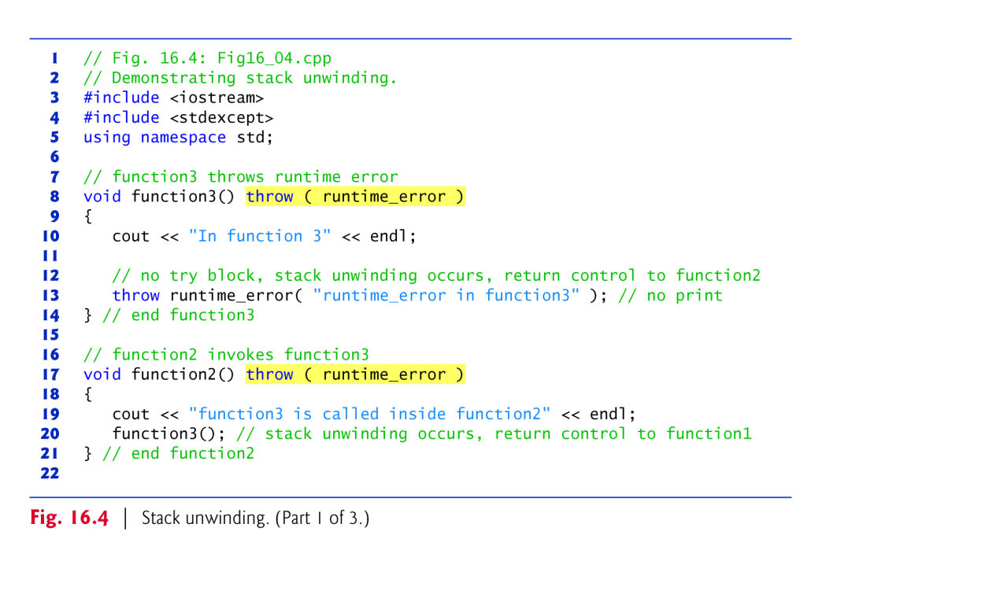 1 // Fig. 16.4: Fig16_04.cpp
2 // Demonstrating stack unwinding.
3 #include <iostream>
4 #include <stdexcept>
5 using namespace std;
6
7 // function3 throws runtime error
8 void function3() throw ( runtime_error )
9 {
10    cout << "In function 3" << endl;
11
12    // no try block, stack unwinding occurs, return control to function2
13    throw runtime_error( "runtime_error in function3" ); // no print
14 } // end function3
15
16 // function2 invokes function3
17 void function2() throw ( runtime_error )
18 {
19    cout << "function3 is called inside function2" << endl;
20    function3(); // stack unwinding occurs, return control to function1
21 } // end function2
22
Fig. 16.4 | Stack unwinding. (Part 1 of 3.)